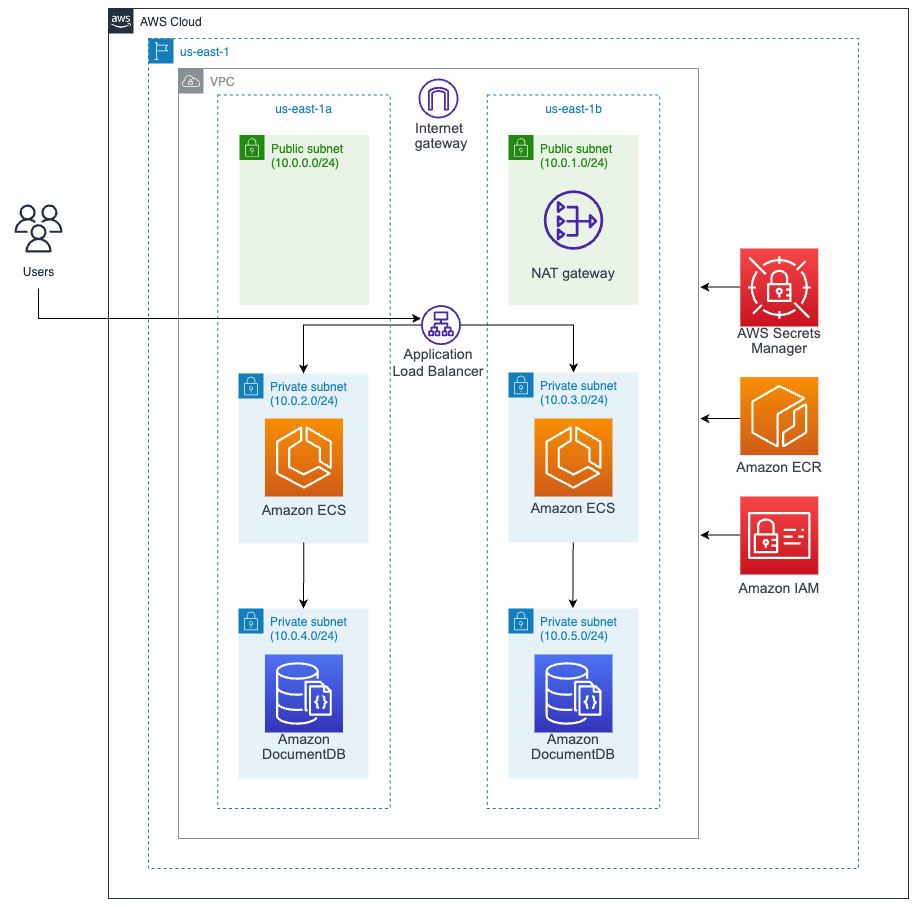 aws
AWS Cloud
us-east-1
VPC
us-east-1a
us-east-1b
Internet
gateway
Public subnet
(10.0.0.0/24)
Public subnet
(10.0.1.0/24)
NAT gateway
Users
AWS Secrets
Manager
Application
Load Balancer
Private subnet
(10.0.2.0/24)
Private subnet
(10.0.3.0/24)
Amazon ECS
Amazon ECS
Amazon ECR
Amazon IAM
Private subnet
(10.0.4.0/24)
Private subnet
(10.0.5.0/24)
Amazon
DocumentDB
Amazon
DocumentDB